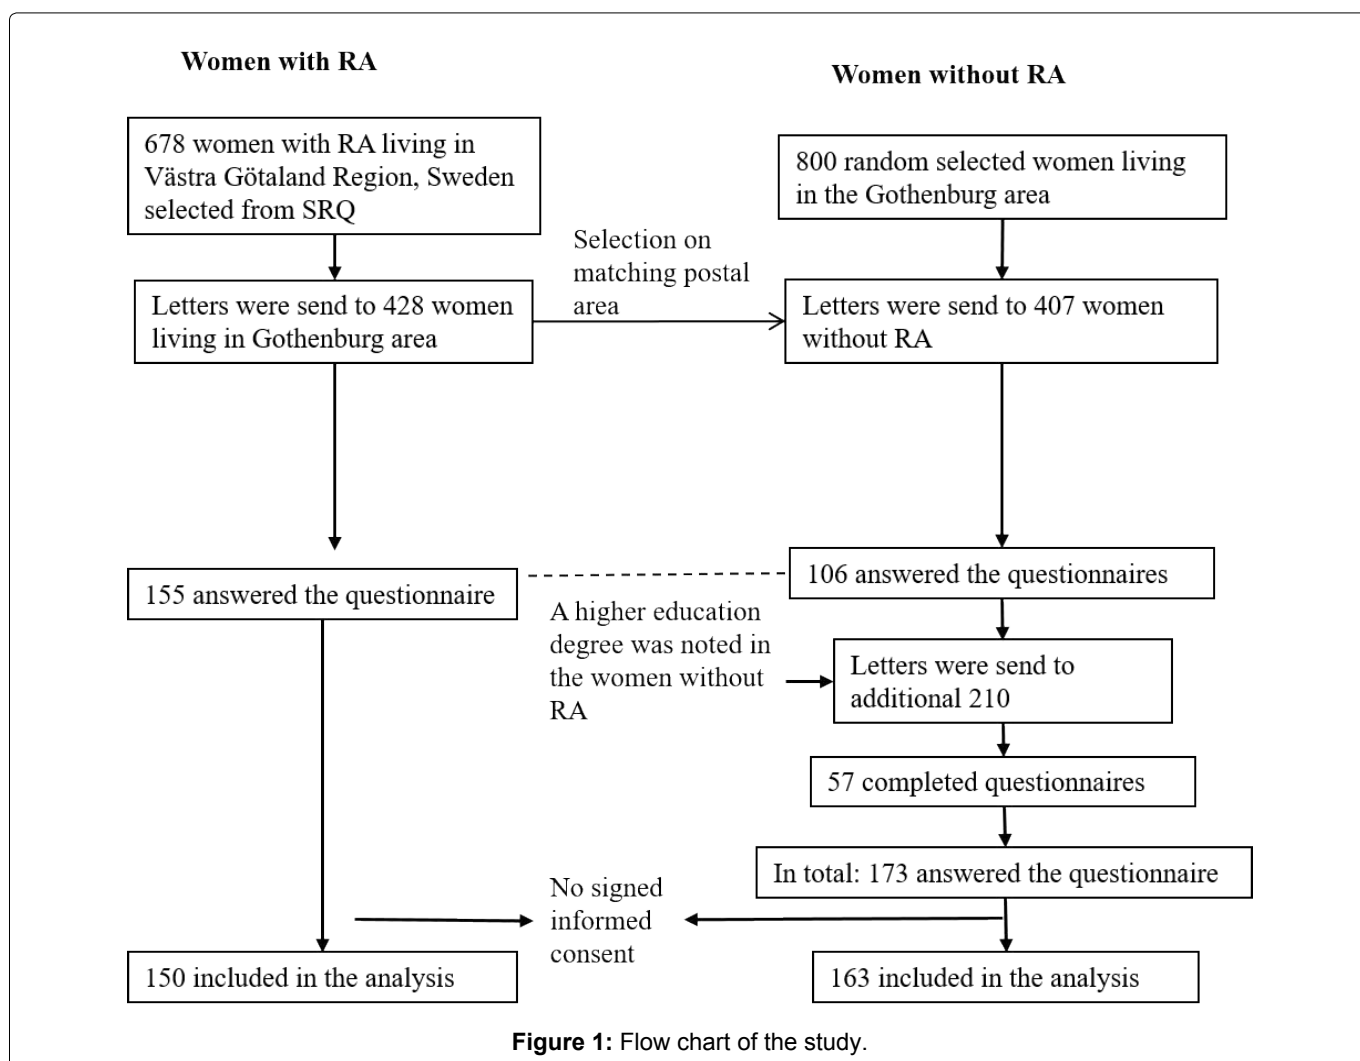 Women with RA
Women without RA
678 women with RA living in
Västra Götaland Region, Sweden
selected from SRQ
800 random selected women living
in the Gothenburg area
Selection on
matching postal
area
Letters were send to 428 women
living in Gothenburg area
Letters were send to 407 women
without RA
155 answered the questionnaire
106 answered the questionnaires
A higher education
degree was noted in
the women without
RA
Letters were send to
additional 210
57 completed questionnaires
In total: 173 answered the questionnaire
No signed
informed
consent
150 included in the analysis
163 included in the analysis
Figure 1: Flow chart of the study.